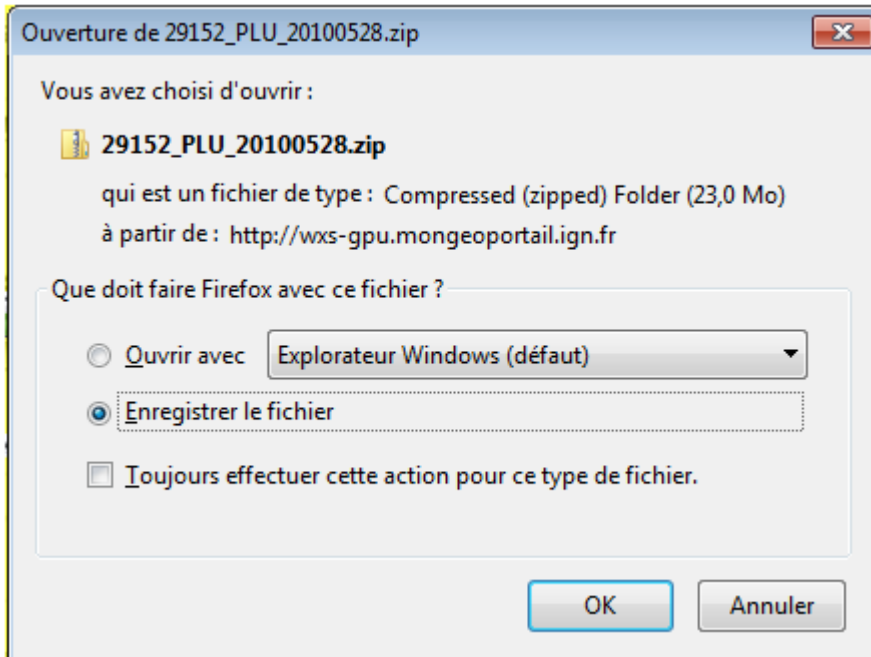 Ouverture de 29152_PLU_20100528.zip
Vous avez choisi d'ouvrir :
29152_PLU_20100528.zip
qui est un fichier de type : Compressed (zipped) Folder (23,0 Mo)
à partir de : http://wxs-gpu.mongeoportail.ign.fr
Que doit faire Firefox avec ce fichier ?
Ouvrir avec Explorateur Windows (défaut)
Enregistrer le fichier
Toujours effectuer cette action pour ce type de fichier.
OK Annuler